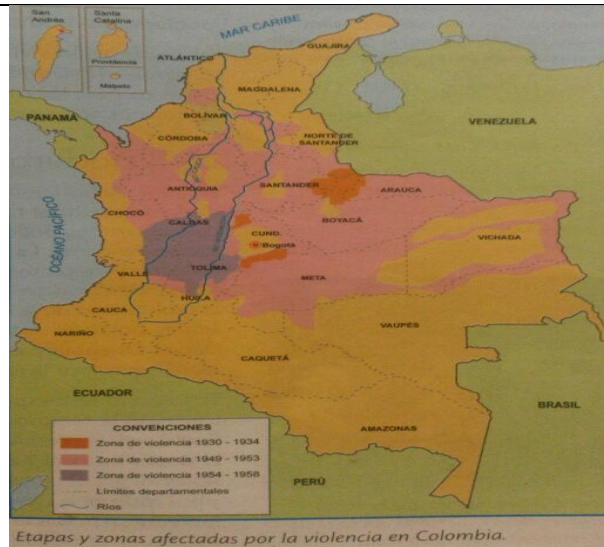 San
Andrés
Santa
Catalina
Providencia
Malpelo
MAR CARIBE
GUAJIRA
ATLÁNTICO
MAGDALENA
PANAMÁ
BOLÍVAR
VENEZUELA
CÓRDOBA
NORTE DE
SANTANDER
ANTIOQUIA
SANTANDER
ARAUCA
OCÉANO PACÍFICO
CHOCÓ
BOYACÁ
CALDAS
CUND.
Bogotá
VICHADA
VALLE
TOLIMA
META
HUILA
CAUCA
VAUPÉS
NARIÑO
CAQUETÁ
ECUADOR
BRASIL
AMAZONAS
PERÚ
CONVENCIONES
Zona de violencia 1930 - 1934
Zona de violencia 1949 - 1953
Zona de violencia 1954 - 1958
Límites departamentales
Ríos
Etapas y zonas afectadas por la violencia en Colombia.